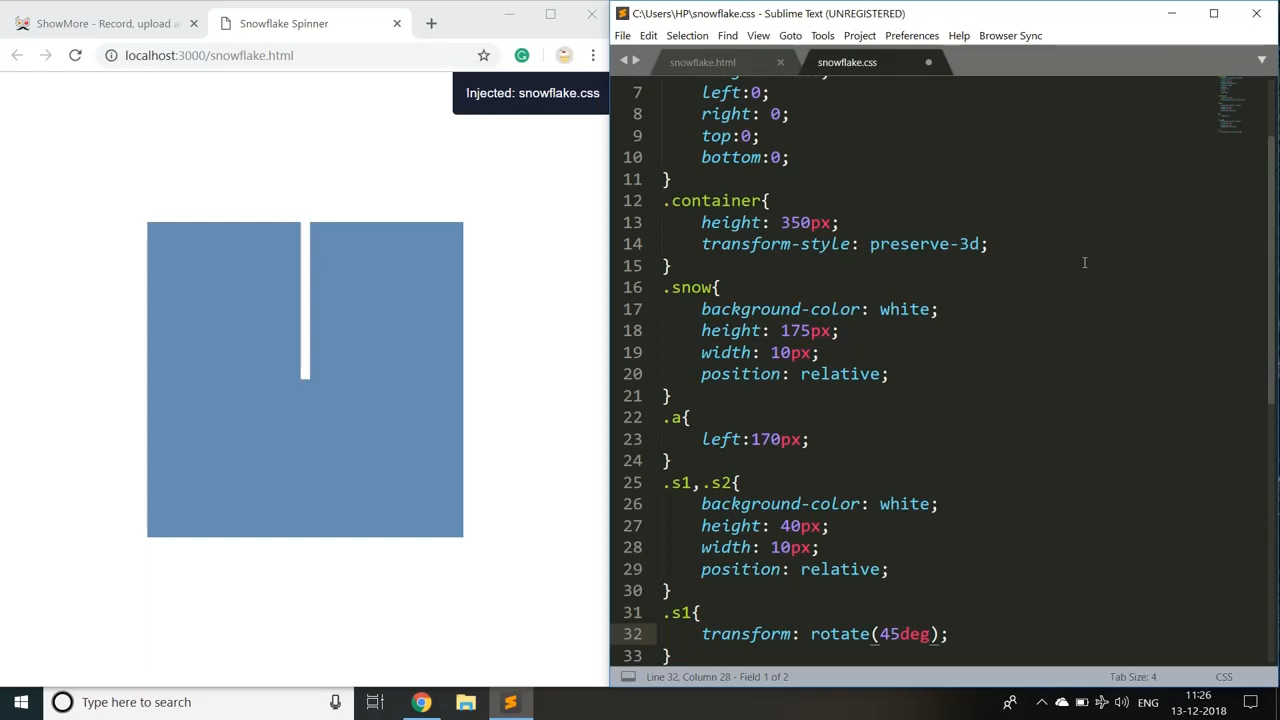 ShowMore - Record, upload a
Snowflake Spinner
localhost:3000/snowflake.html
Injected: snowflake.css
C:\Users\HP\snowflake.css - Sublime Text (UNREGISTERED)
File Edit Selection Find View Goto Tools Project Preferences Help Browser Sync
snowflake.html
snowflake.css
7 left:0;
8 right: 0;
9 top:0;
10 bottom:0;
11 }
12 .container{
13 height: 350px;
14 transform-style: preserve-3d;
15 }
16 .snow{
17 background-color: white;
18 height: 175px;
19 width: 10px;
20 position: relative;
21 }
22 .a{
23 left:170px;
24 }
25 .s1,.s2{
26 background-color: white;
27 height: 40px;
28 width: 10px;
29 position: relative;
30 }
31 .s1{
32 transform: rotate(45deg);
33 }
Line 32, Column 28 - Field 1 of 2
Tab Size: 4
CSS
Type here to search
ENG
11:26
13-12-2018